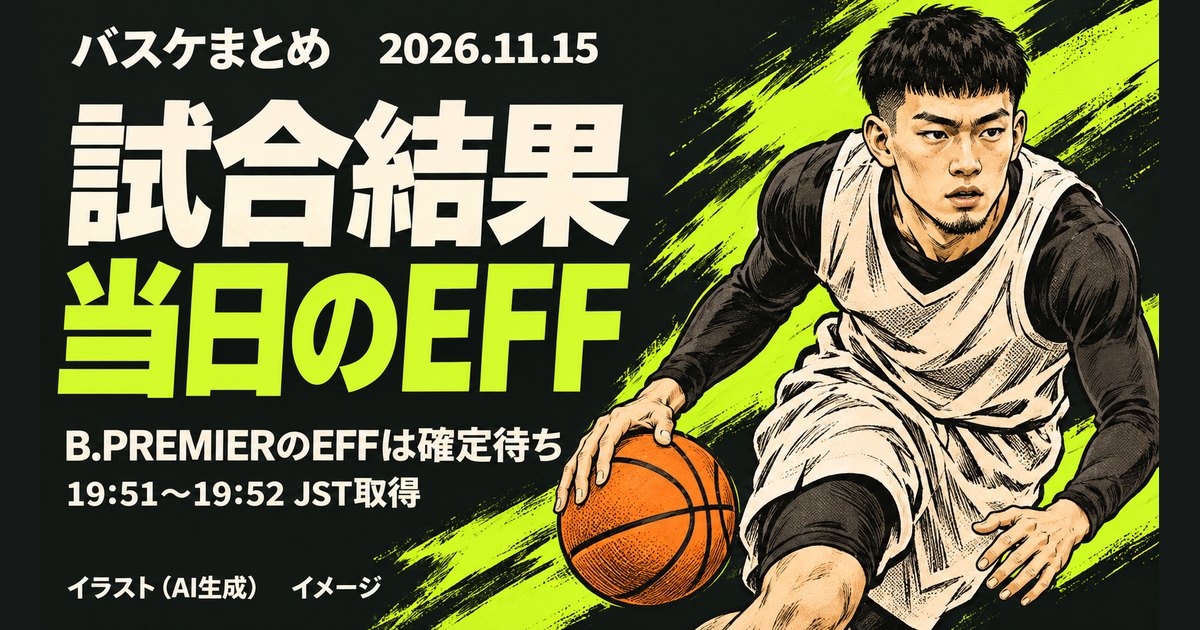 バスケまとめ 2026.11.15
試合結果
当日のEFF
B.PREMIERのEFFは確定待ち
19:51〜19:52 JST取得
イラスト（AI生成） イメージ